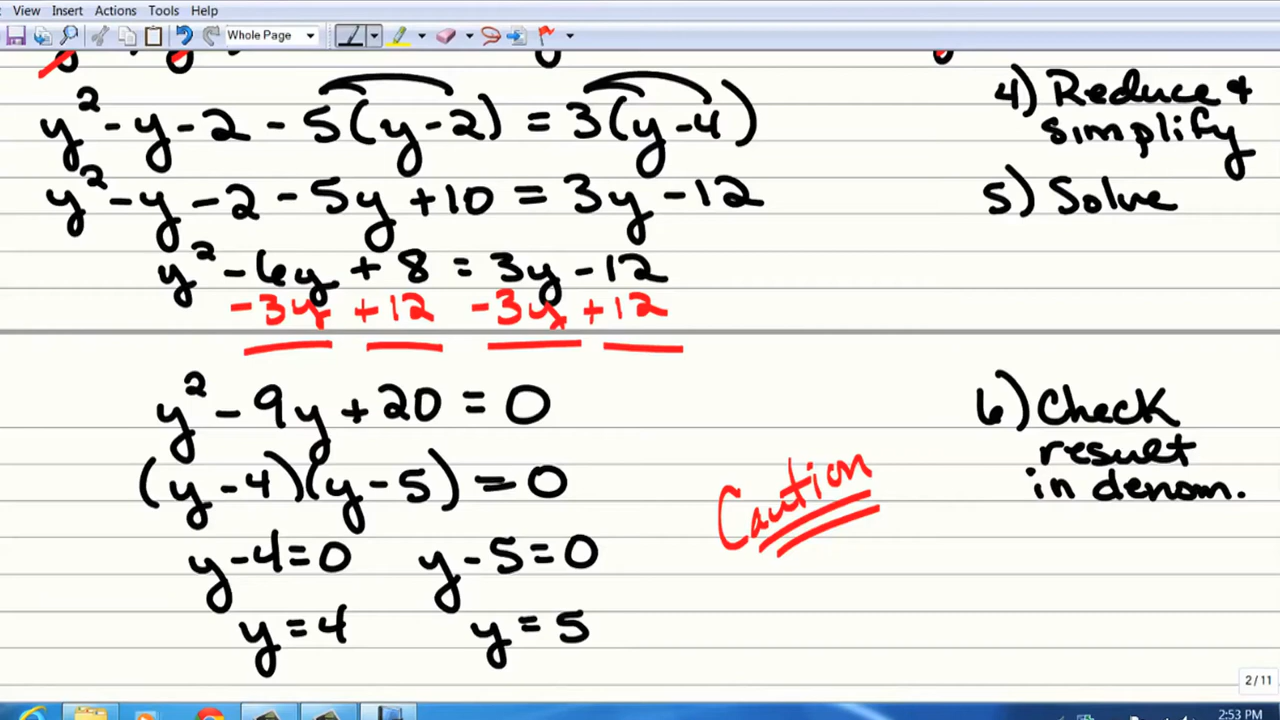 View Insert Actions Tools Help
Whole Page
y² - y - 2 - 5(y - 2) = 3(y - 4)
4) Reduce +
simplify
y² - y - 2 - 5y + 10 = 3y - 12
5) Solve
y² - 6y + 8 = 3y - 12
-3y + 12 -3y + 12
y² - 9y + 20 = 0
6) Check
result
in denom.
(y - 4)(y - 5) = 0
Caution
y - 4 = 0 y - 5 = 0
y = 4 y = 5
2/11
2:53 PM